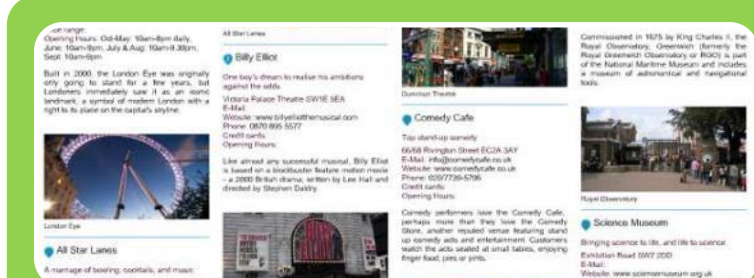 Opening Hours: Oct-May: 10am-8pm daily,
June: 10am-9pm, July & Aug: 10am-9.30pm,
Sept: 10am-9pm
Built in 2000, the London Eye was originally
only going to stand for a few years, but
Londoners immediately saw it as an iconic
landmark, a symbol of modern London with a
right to its place on the capital's skyline.
London Eye
All Star Lanes
A marriage of bowling, cocktails, and music
All Star Lanes
Billy Elliot
One boy's dream to realise his ambitions
against the odds
Victoria Palace Theatre SW1E 5EA
E-Mail:
Website: www.billyelliotthemusical.com
Phone: 0870 895 5577
Credit cards:
Opening Hours:
Like almost any successful musical, Billy Elliot
is based on a blockbuster feature motion movie
- a 2000 British drama, written by Lee Hall and
directed by Stephen Daldry.
Dominion Theatre
Comedy Cafe
Top stand-up comedy
66/68 Rivington Street EC2A 3AY
E-Mail: info@comedycafe.co.uk
Website: www.comedycafe.co.uk
Phone: 020/7739-5706
Credit cards:
Opening Hours:
Comedy performers love the Comedy Cafe,
perhaps more than they love the Comedy
Store, another reputed venue featuring stand
up comedy acts and entertainment. Customers
watch the acts seated at small tables, enjoying
finger food, pies or pints.
Commissioned in 1675 by King Charles II, the
Royal Observatory, Greenwich (formerly the
Royal Greenwich Observatory or RGO) is part
of the National Maritime Museum and includes
a museum of astronomical and navigational
tools.
Royal Observatory
Science Museum
Bringing science to life, and life to science
Exhibition Road SW7 2DD
E-Mail:
Website: www.sciencemuseum.org.uk